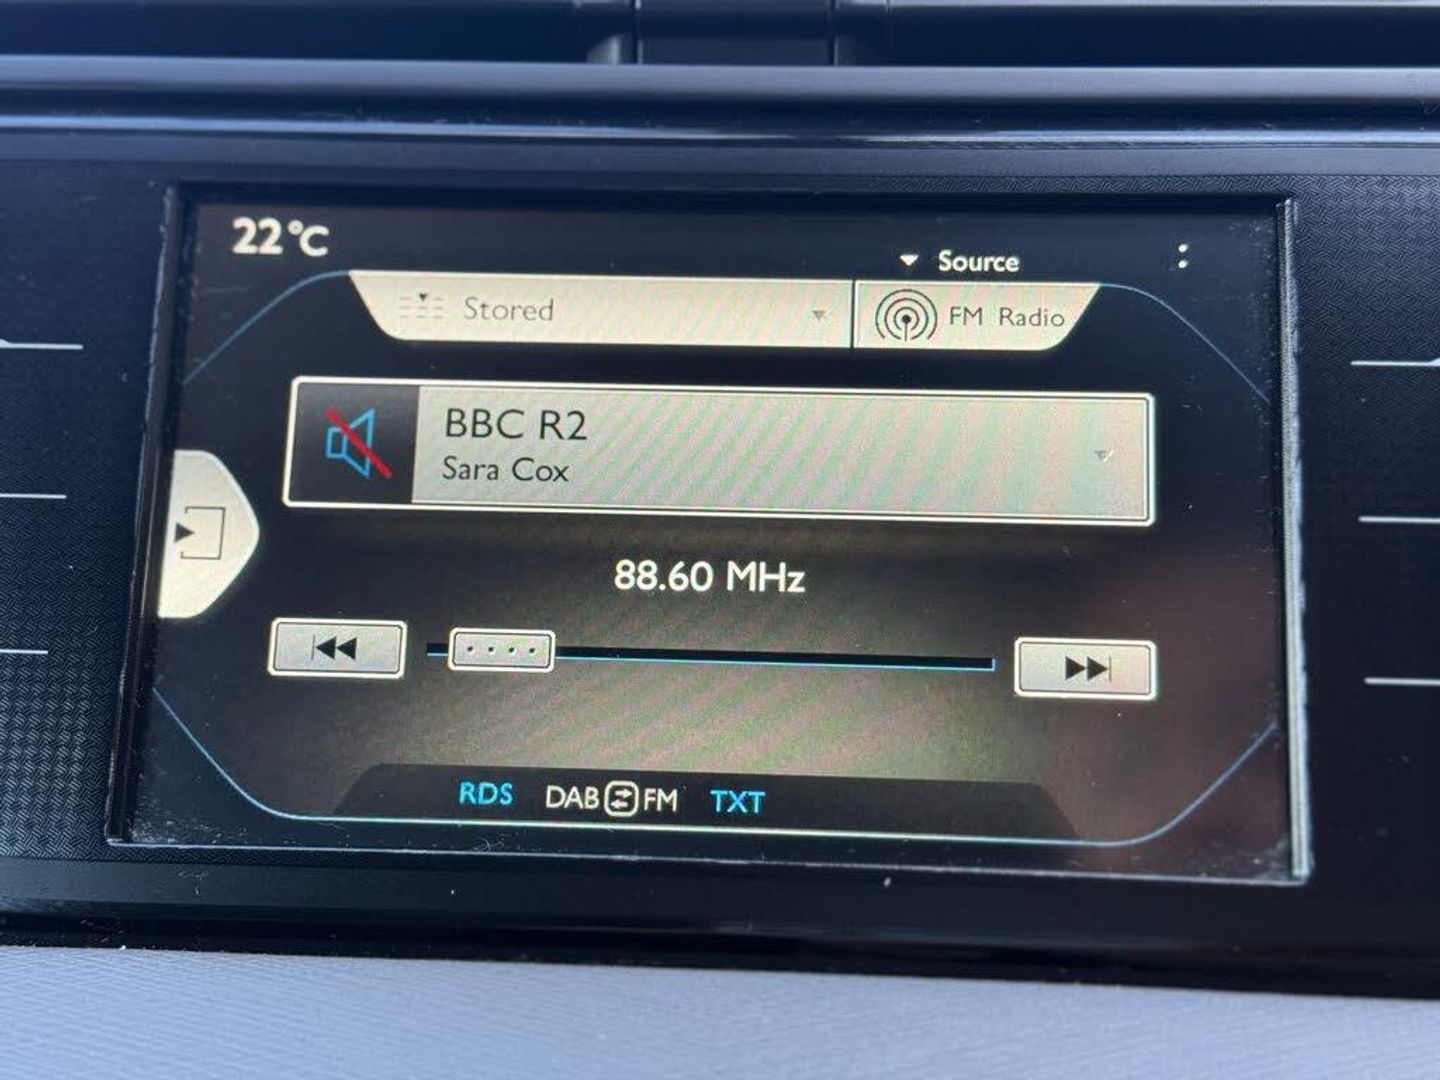 22°C
Source
Stored
FM Radio
BBC R2
Sara Cox
88.60 MHz
RDS DAB FM TXT